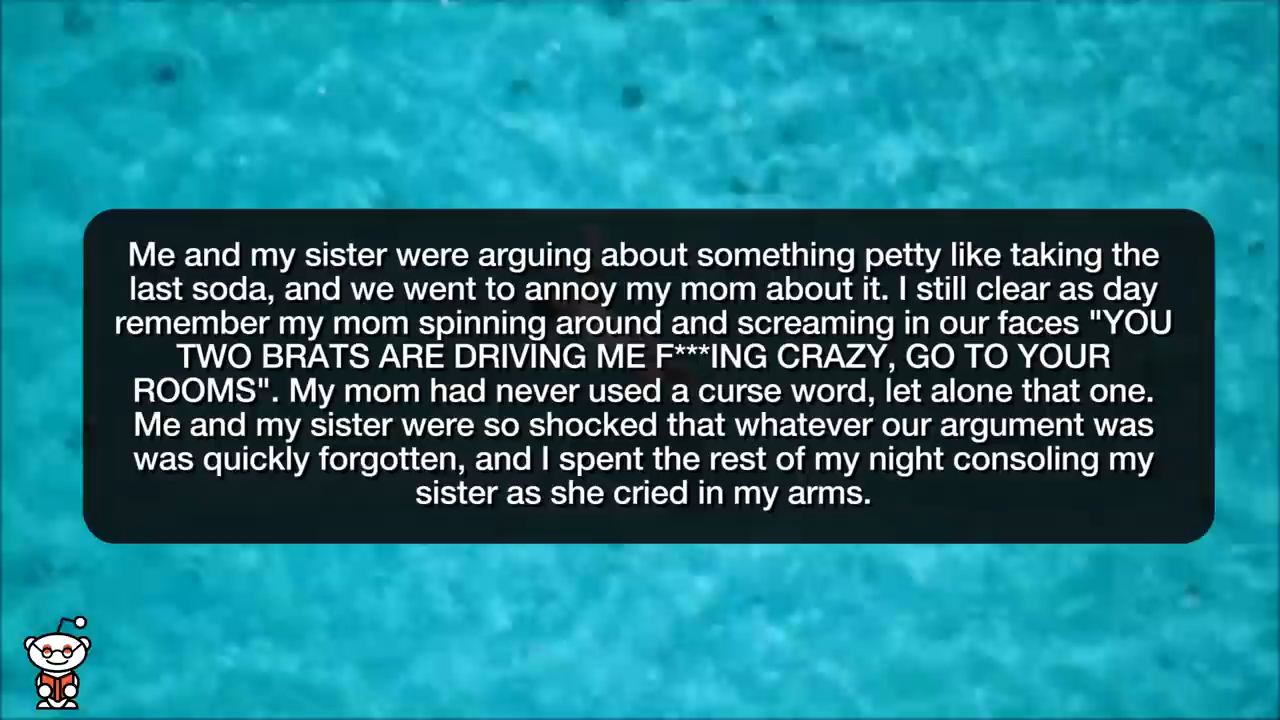 Me and my sister were arguing about something petty like taking the
last soda, and we went to annoy my mom about it. I still clear as day
remember my mom spinning around and screaming in our faces "YOU
TWO BRATS ARE DRIVING ME F***ING CRAZY, GO TO YOUR
ROOMS". My mom had never used a curse word, let alone that one.
Me and my sister were so shocked that whatever our argument was
was quickly forgotten, and I spent the rest of my night consoling my
sister as she cried in my arms.